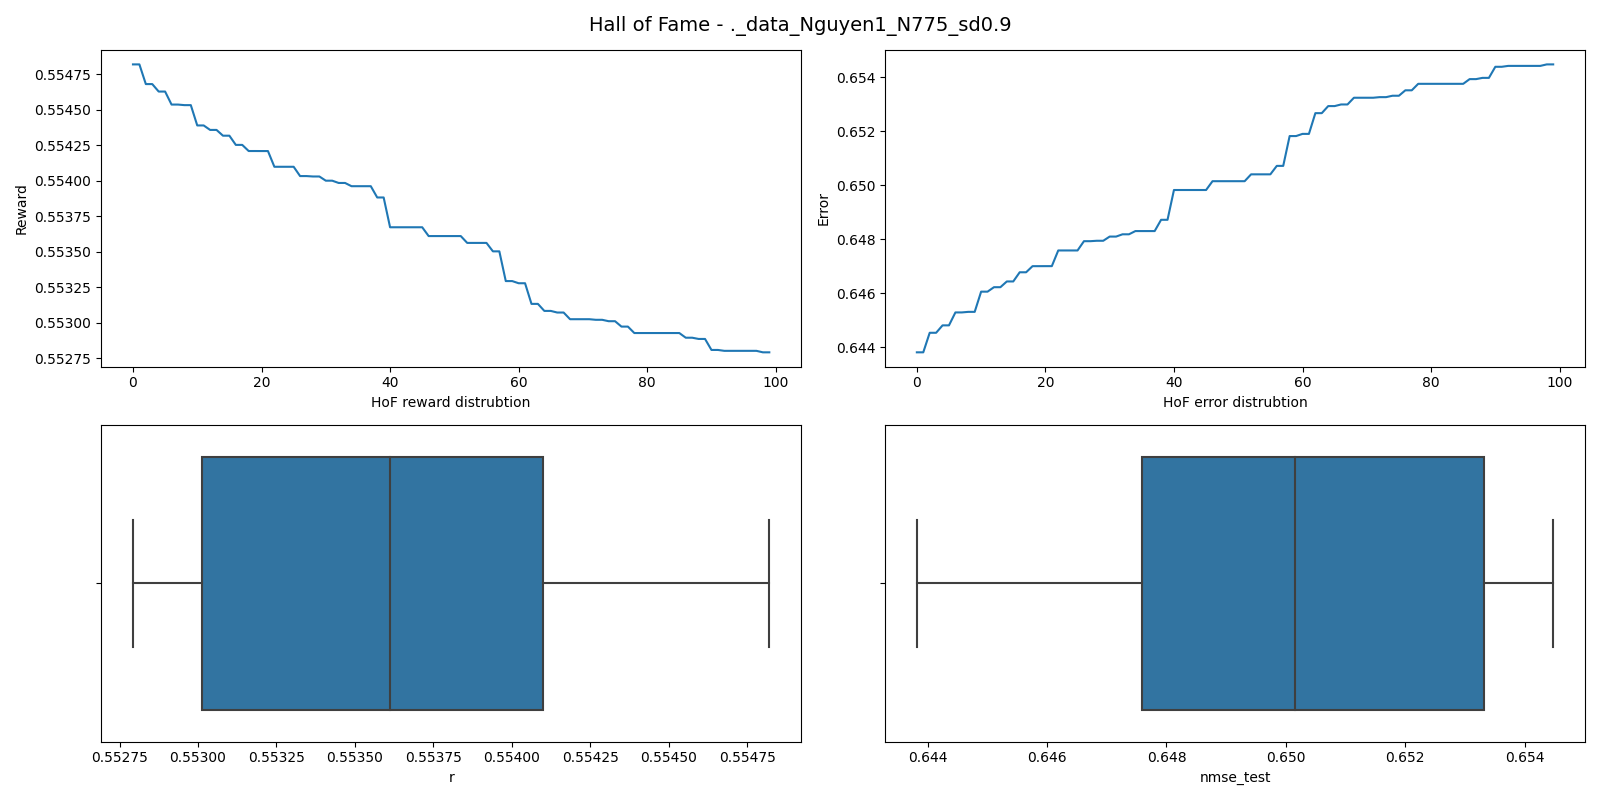 Hall of Fame - ._data_Nguyen1_N775_sd0.9
Reward
0.55475
0.55450
0.55425
0.55400
0.55375
0.55350
0.55325
0.55300
0.55275
0 20 40 60 80 100
HoF reward distrubtion
Error
0.654
0.652
0.650
0.648
0.646
0.644
0 20 40 60 80 100
HoF error distrubtion
0.55275 0.55300 0.55325 0.55350 0.55375 0.55400 0.55425 0.55450 0.55475
r
0.644 0.646 0.648 0.650 0.652 0.654
nmse_test